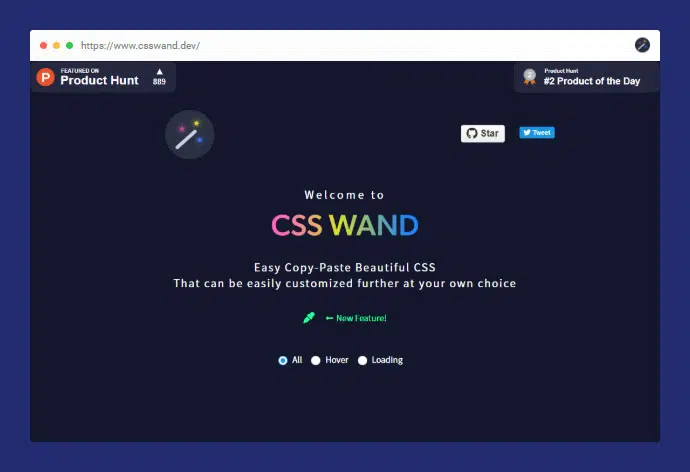 https://www.csswand.dev/
P
FEATURED ON
Product Hunt
▲
889
2
Product Hunt
#2 Product of the Day
Star
Tweet
Welcome to
CSS WAND
Easy Copy-Paste Beautiful CSS
That can be easily customized further at your own choice
← New Feature!
All Hover Loading